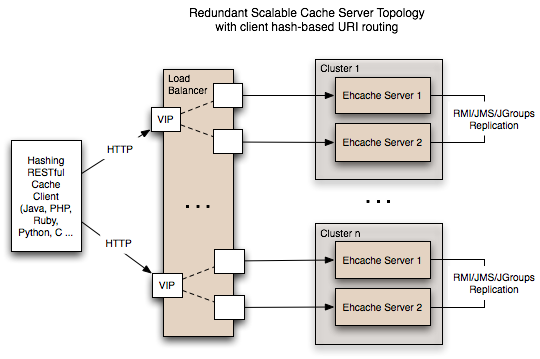 Redundant Scalable Cache Server Topology
with client hash-based URI routing
Load
Balancer
Cluster 1
Ehcache Server 1
VIP
RMI/JMS/JGroups
Replication
Ehcache Server 2
HTTP
Hashing
RESTful
Cache
Client
(Java, PHP,
Ruby,
Python, C ...
. . .
. . .
HTTP
Cluster n
Ehcache Server 1
VIP
RMI/JMS/JGroups
Replication
Ehcache Server 2